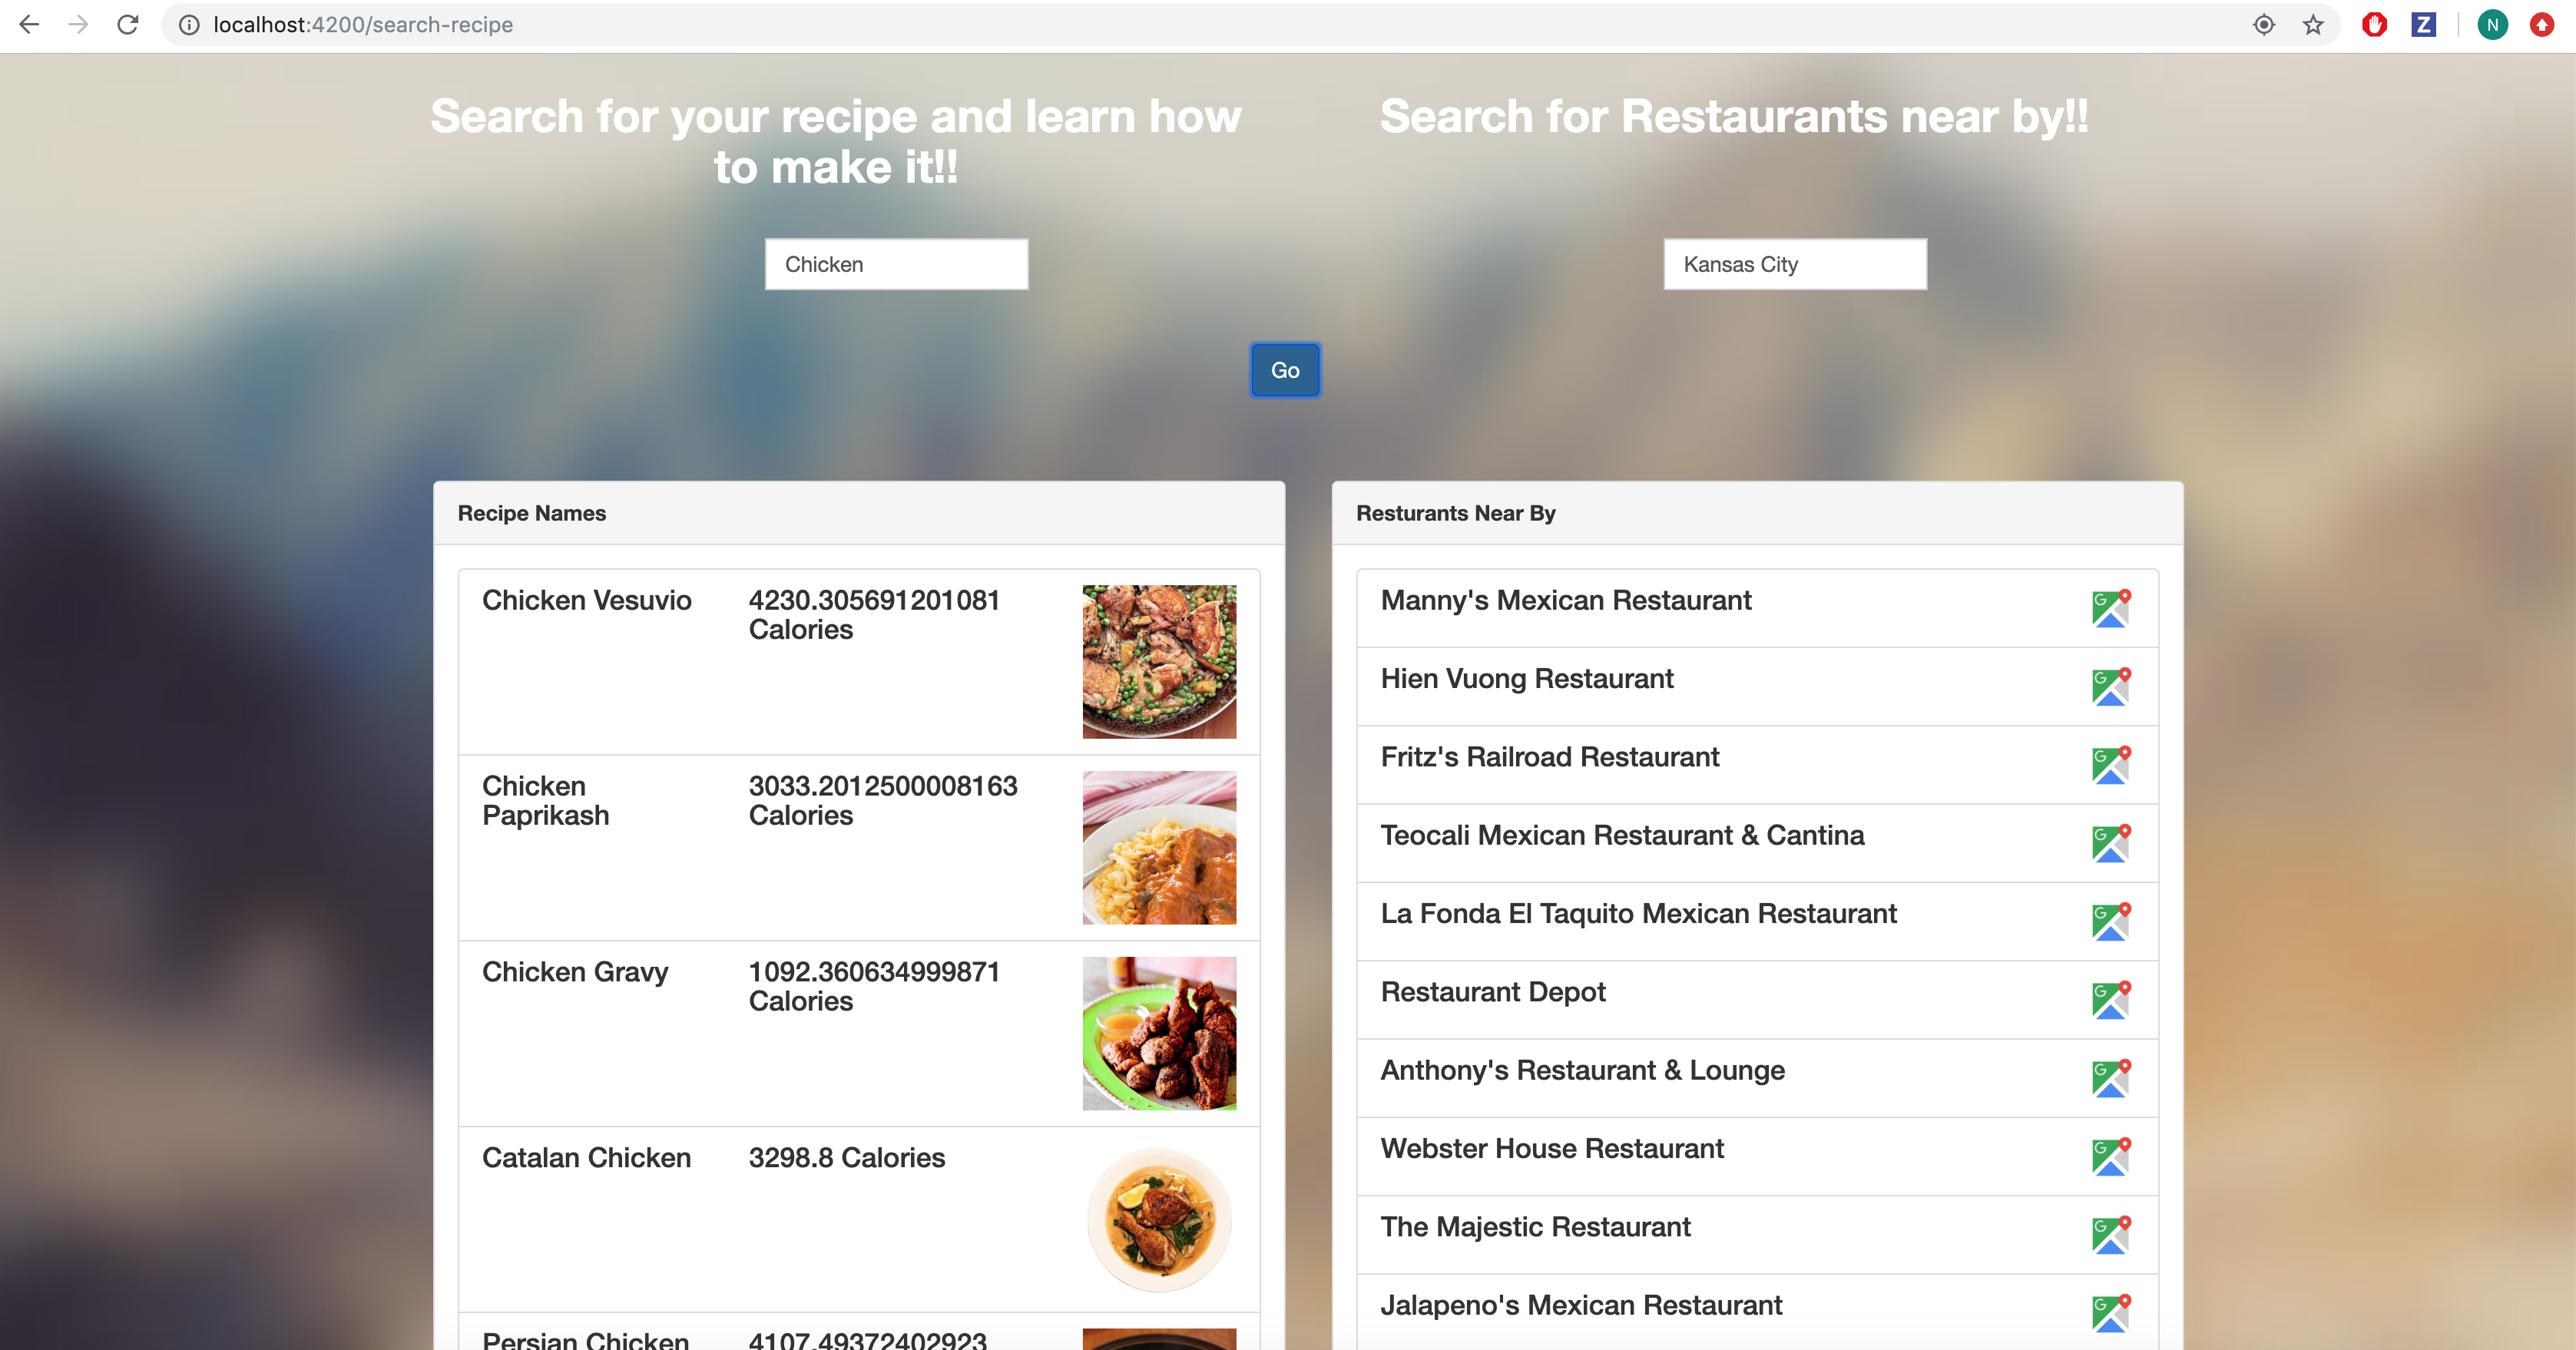 localhost:4200/search-recipe
Z
N
Search for your recipe and learn how
to make it!!
Search for Restaurants near by!!
Chicken
Kansas City
Go
Recipe Names
Chicken Vesuvio
4230.305691201081
Calories
Chicken
Paprikash
3033.2012500008163
Calories
Chicken Gravy
1092.360634999871
Calories
Catalan Chicken
3298.8 Calories
Persian Chicken
4107.49372402923
Resturants Near By
Manny's Mexican Restaurant
G
Hien Vuong Restaurant
G
Fritz's Railroad Restaurant
G
Teocali Mexican Restaurant & Cantina
G
La Fonda El Taquito Mexican Restaurant
G
Restaurant Depot
G
Anthony's Restaurant & Lounge
G
Webster House Restaurant
G
The Majestic Restaurant
G
Jalapeno's Mexican Restaurant
G